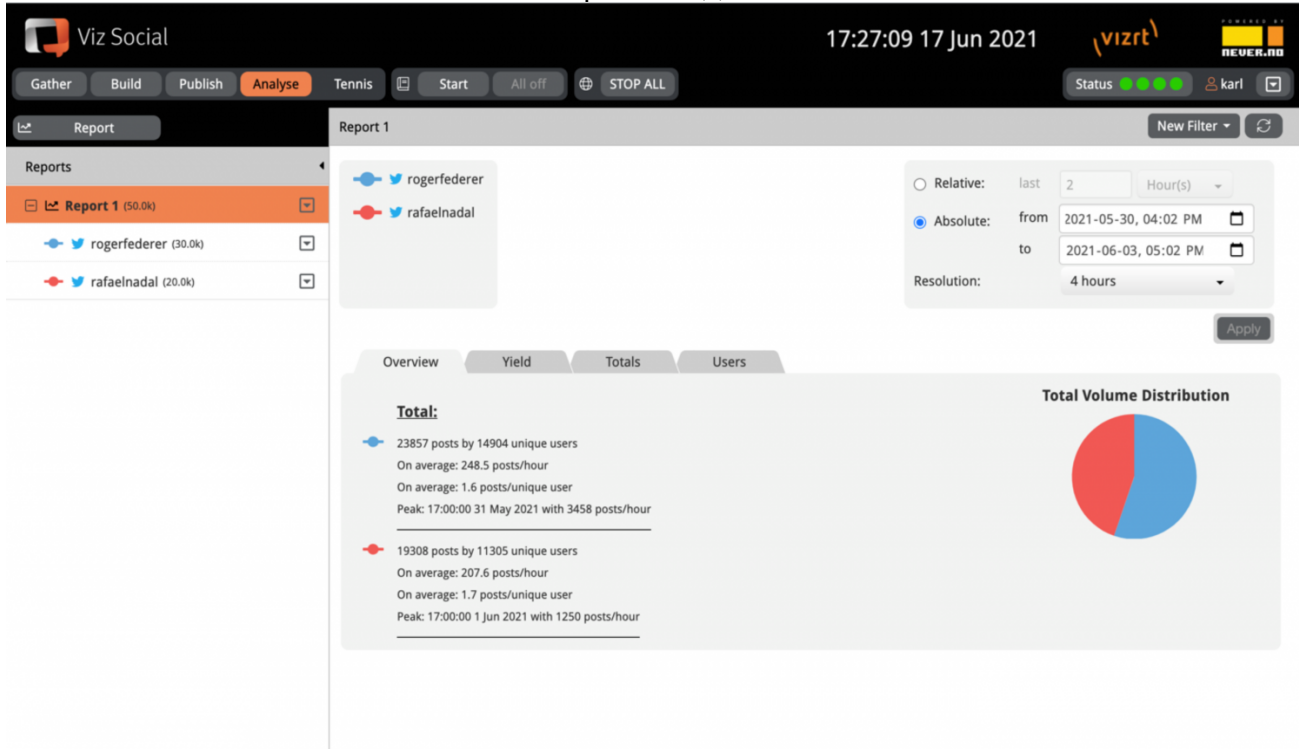 Viz Social
17:27:09 17 Jun 2021
vizrt
POWERED BY
NEVER.NO
Gather Build Publish Analyse Tennis Start All off STOP ALL Status karl
Report
Report 1 New Filter
Reports
Report 1 (50.0k)
rogerfederer (30.0k)
rafaelnadal (20.0k)
rogerfederer
rafaelnadal
Relative: last 2 Hour(s)
Absolute: from 2021-05-30, 04:02 PM
to 2021-06-03, 05:02 PM
Resolution: 4 hours
Apply
Overview Yield Totals Users
Total:
23857 posts by 14904 unique users
On average: 248.5 posts/hour
On average: 1.6 posts/unique user
Peak: 17:00:00 31 May 2021 with 3458 posts/hour
19308 posts by 11305 unique users
On average: 207.6 posts/hour
On average: 1.7 posts/unique user
Peak: 17:00:00 1 Jun 2021 with 1250 posts/hour
Total Volume Distribution